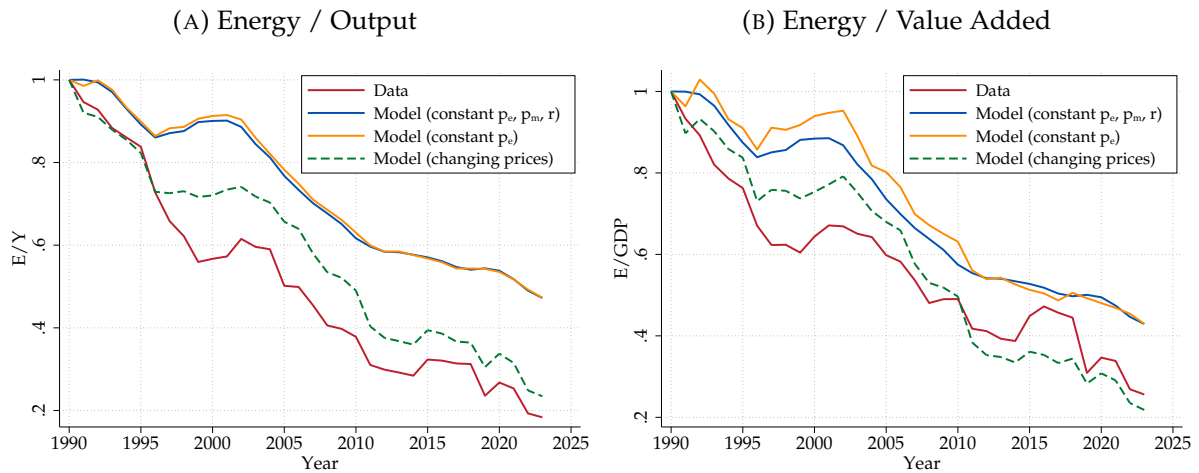 (A) Energy / Output
E/Y
1
.8
.6
.4
.2
1990 1995 2000 2005 2010 2015 2020 2025
Year
Data
Model (constant pₑ, pₘ, r)
Model (constant pₑ)
Model (changing prices)
(B) Energy / Value Added
E/GDP
1
.8
.6
.4
.2
1990 1995 2000 2005 2010 2015 2020 2025
Year
Data
Model (constant pₑ, pₘ, r)
Model (constant pₑ)
Model (changing prices)